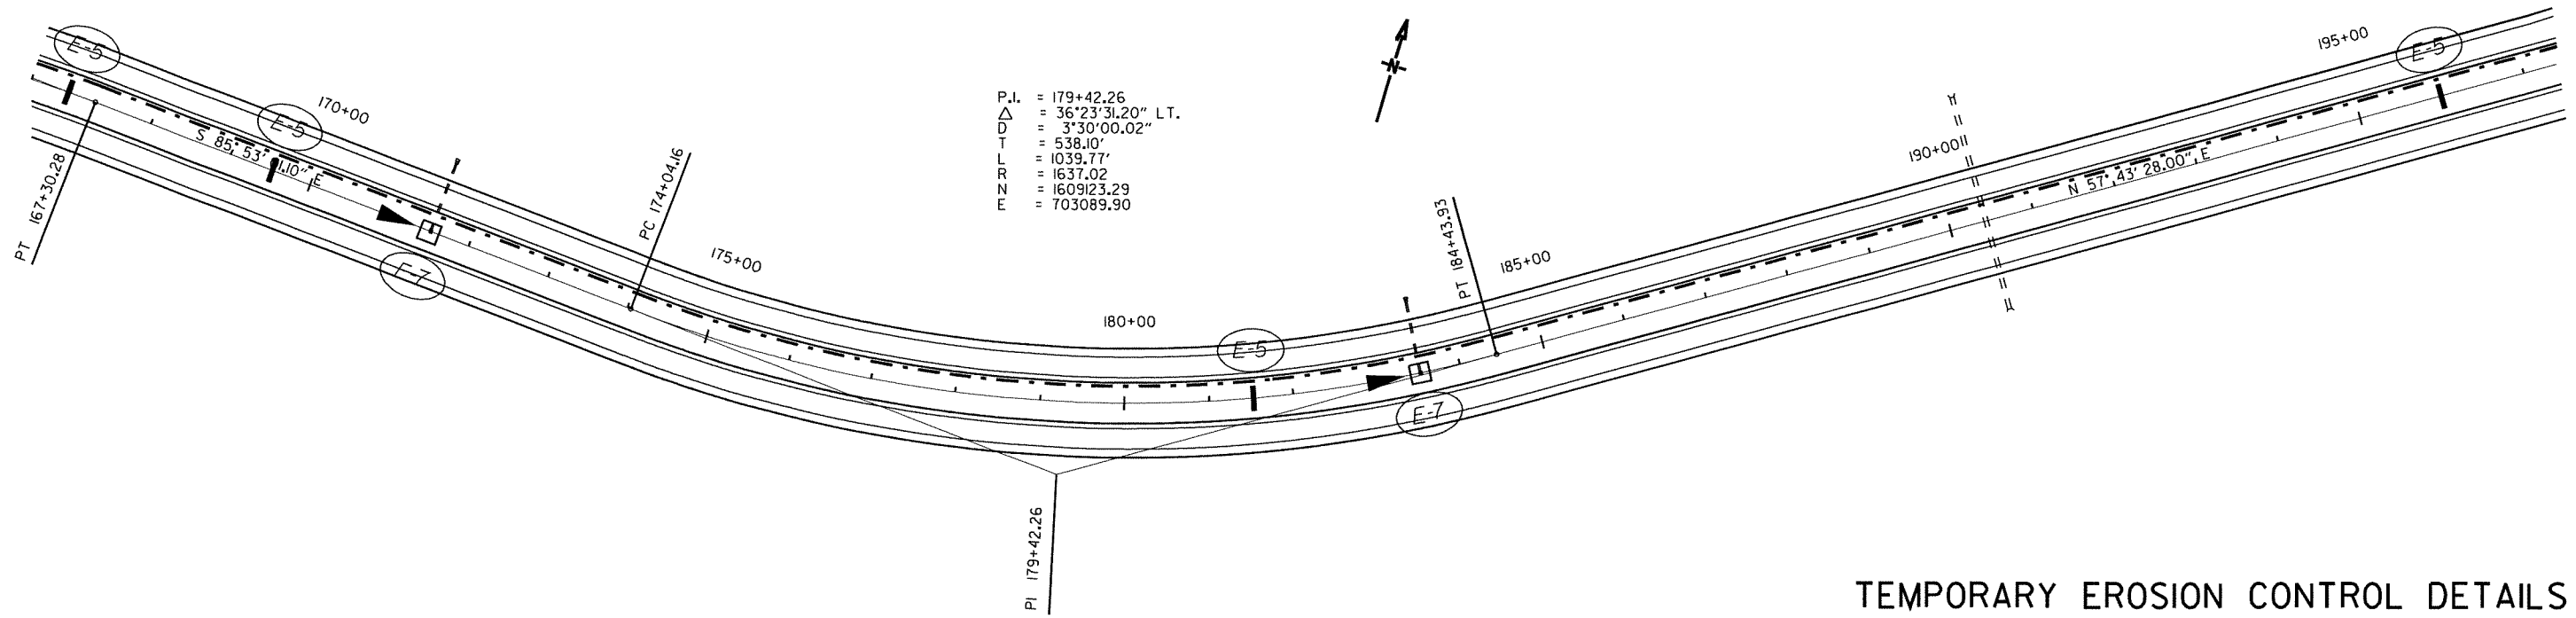 E-5
170+00
E-5
S 85° 53' 01.10" E
PT 167+30.28
E-7
PC 174+04.16
175+00
P.I. = 179+42.26
△ = 36°23'31.20" LT.
D = 3°30'00.02"
T = 538.10'
L = 1039.77'
R = 1637.02
N = 1609123.29
E = 703089.90
N
180+00
E-5
E-7
PT 184+43.93
185+00
190+00
N 57° 43' 28.00" E
195+00
E-5
PI 179+42.26
TEMPORARY EROSION CONTROL DETAILS